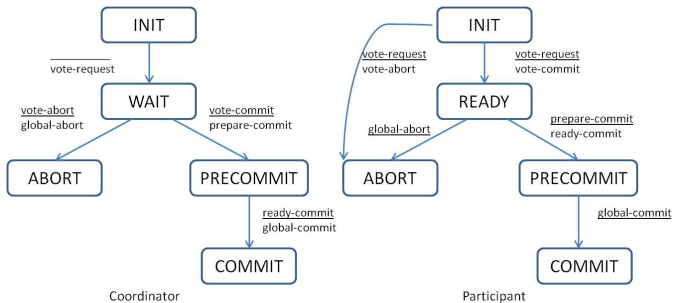 INIT
vote-request
WAIT
vote-abort
global-abort
vote-commit
prepare-commit
ABORT
PRECOMMIT
ready-commit
global-commit
COMMIT
Coordinator
INIT
vote-request
vote-abort
vote-request
vote-commit
READY
global-abort
prepare-commit
ready-commit
ABORT
PRECOMMIT
global-commit
COMMIT
Participant